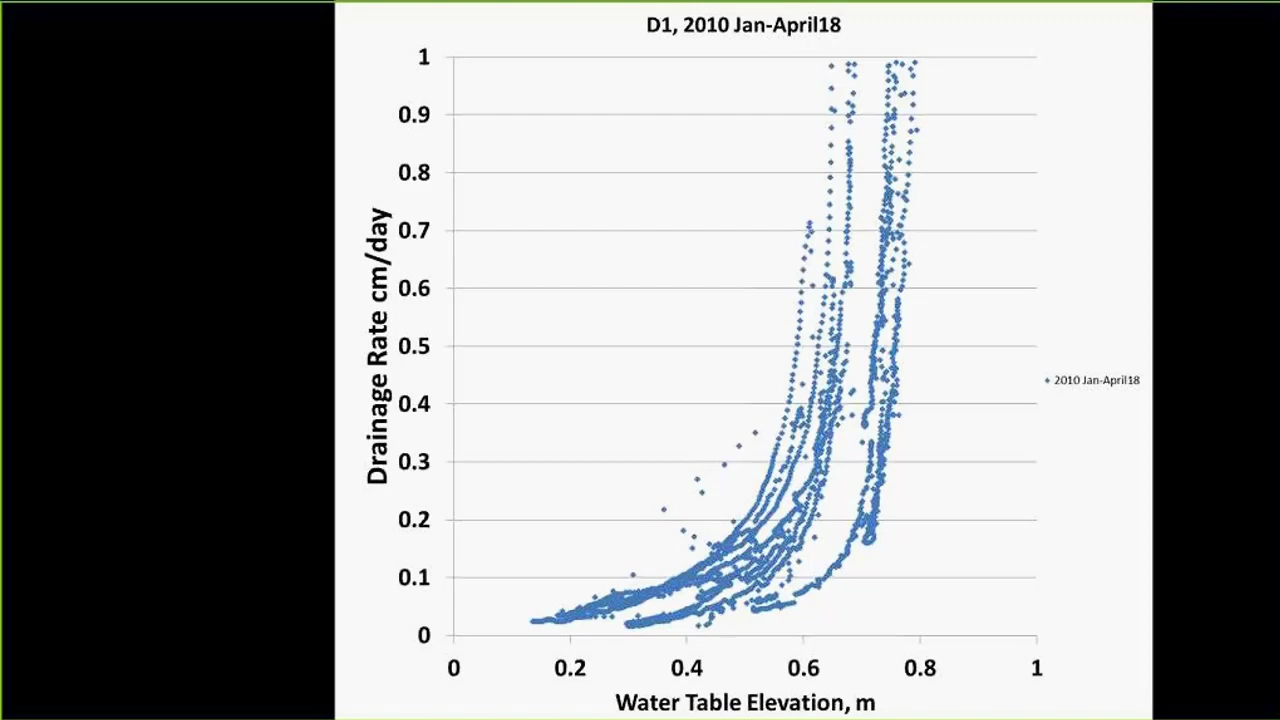 D1, 2010 Jan-April18
1
0.9
0.8
0.7
0.6
0.5
0.4
0.3
0.2
0.1
0
Drainage Rate cm/day
2010 Jan-April18
0 0.2 0.4 0.6 0.8 1
Water Table Elevation, m